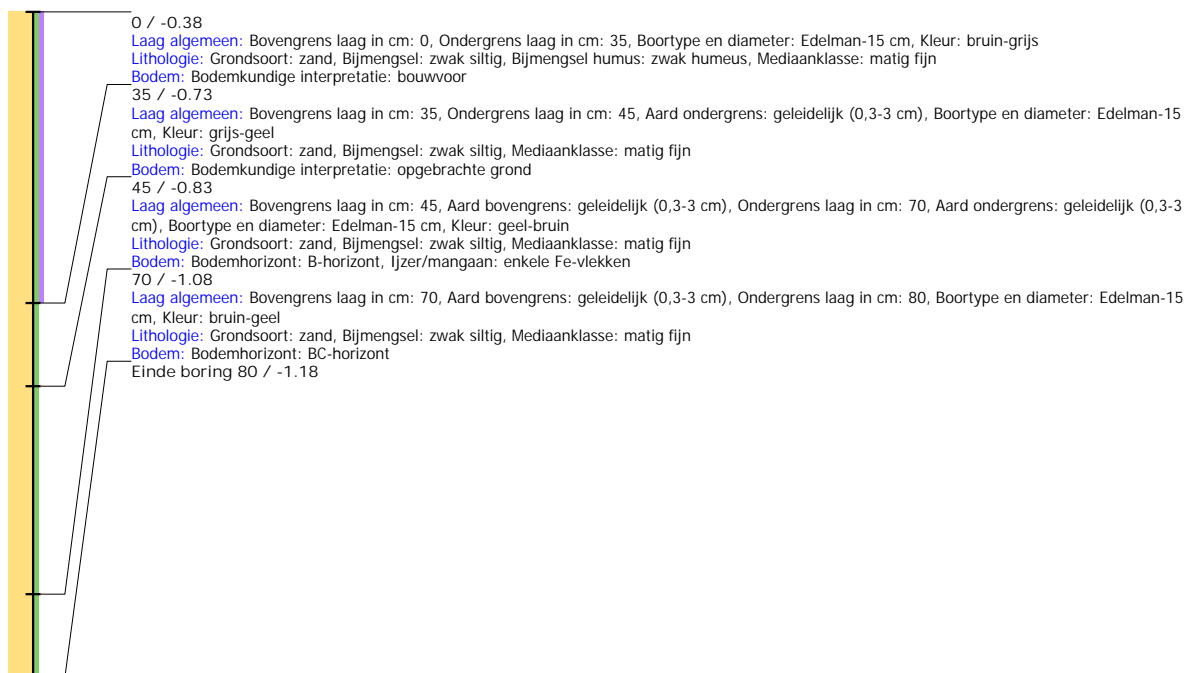 0 / -0.38
Laag algemeen: Bovengrens laag in cm: 0, Ondergrens laag in cm: 35, Boortype en diameter: Edelman-15 cm, Kleur: bruin-grijs
Lithologie: Grondsoort: zand, Bijmengsel: zwak siltig, Bijmengsel humus: zwak humeus, Mediaanklasse: matig fijn
Bodem: Bodemkundige interpretatie: bouwvoor
35 / -0.73
Laag algemeen: Bovengrens laag in cm: 35, Ondergrens laag in cm: 45, Aard ondergrens: geleidelijk (0,3-3 cm), Boortype en diameter: Edelman-15
cm, Kleur: grijs-geel
Lithologie: Grondsoort: zand, Bijmengsel: zwak siltig, Mediaanklasse: matig fijn
Bodem: Bodemkundige interpretatie: opgebrachte grond
45 / -0.83
Laag algemeen: Bovengrens laag in cm: 45, Aard bovengrens: geleidelijk (0,3-3 cm), Ondergrens laag in cm: 70, Aard ondergrens: geleidelijk (0,3-3
cm), Boortype en diameter: Edelman-15 cm, Kleur: geel-bruin
Lithologie: Grondsoort: zand, Bijmengsel: zwak siltig, Mediaanklasse: matig fijn
Bodem: Bodemhorizont: B-horizont, Ijzer/mangaan: enkele Fe-vlekken
70 / -1.08
Laag algemeen: Bovengrens laag in cm: 70, Aard bovengrens: geleidelijk (0,3-3 cm), Ondergrens laag in cm: 80, Boortype en diameter: Edelman-15
cm, Kleur: bruin-geel
Lithologie: Grondsoort: zand, Bijmengsel: zwak siltig, Mediaanklasse: matig fijn
Bodem: Bodemhorizont: BC-horizont
Einde boring 80 / -1.18